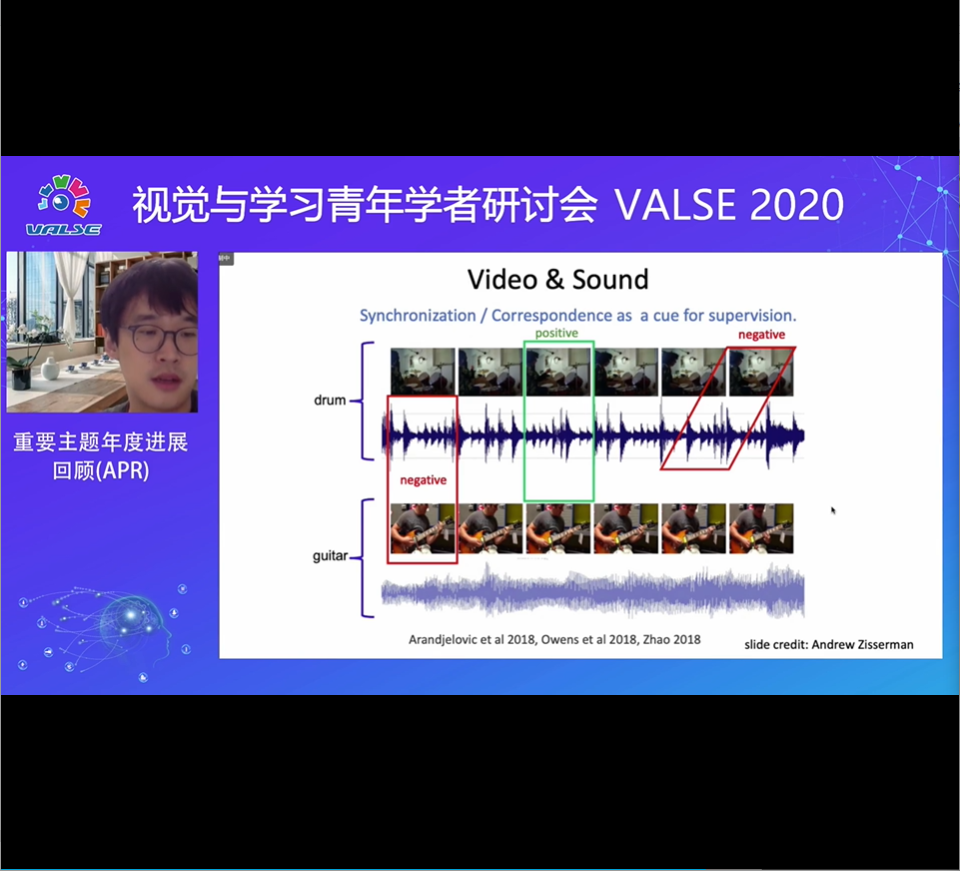 视觉与学习青年学者研讨会 VALSE 2020
VALSE
重要主题年度进展
回顾(APR)
Video & Sound
Synchronization / Correspondence as a cue for supervision.
positive
negative
drum
negative
guitar
Arandjelovic et al 2018, Owens et al 2018, Zhao 2018
slide credit: Andrew Zisserman